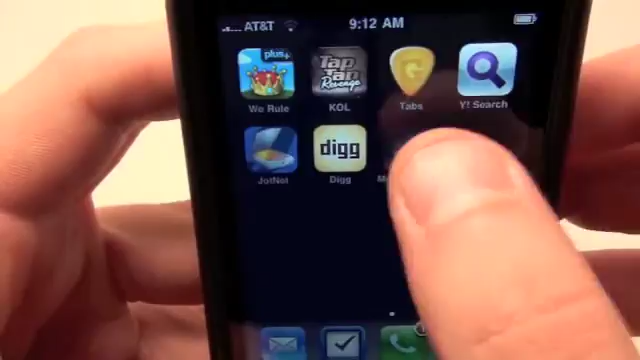 AT&T 9:12 AM
plus+ Tap Tap Revenge G
We Rule KOL Tabs Y! Search
digg
JotNot Digg